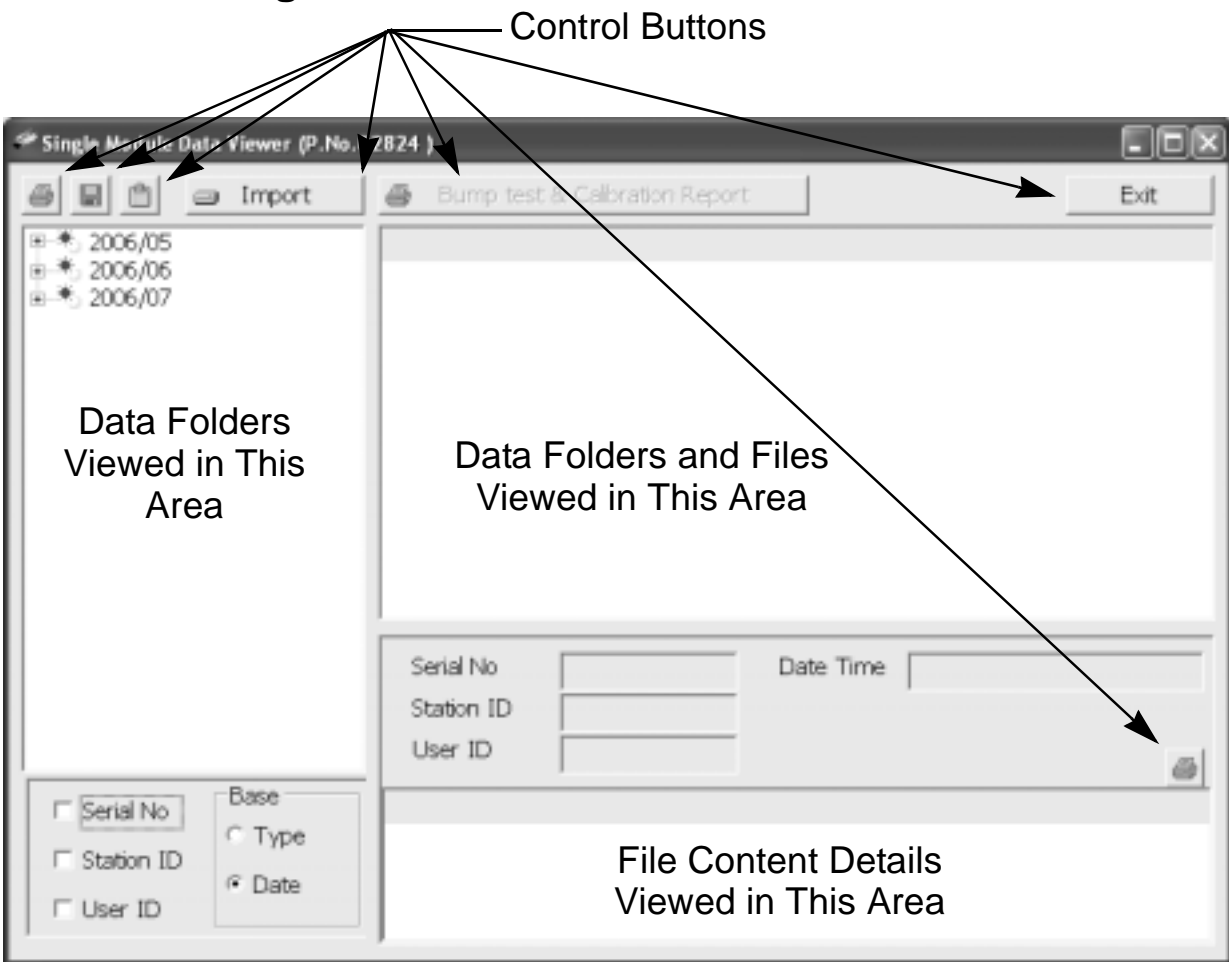 Control Buttons
Single Module Data Viewer (P.No. 2824 )
Import
Bump test & Calibration Report
Exit
2006/05
2006/06
2006/07
Data Folders
Viewed in This
Area
Data Folders and Files
Viewed in This Area
Serial No
Date Time
Station ID
User ID
Serial No
Station ID
User ID
Base
Type
Date
File Content Details
Viewed in This Area